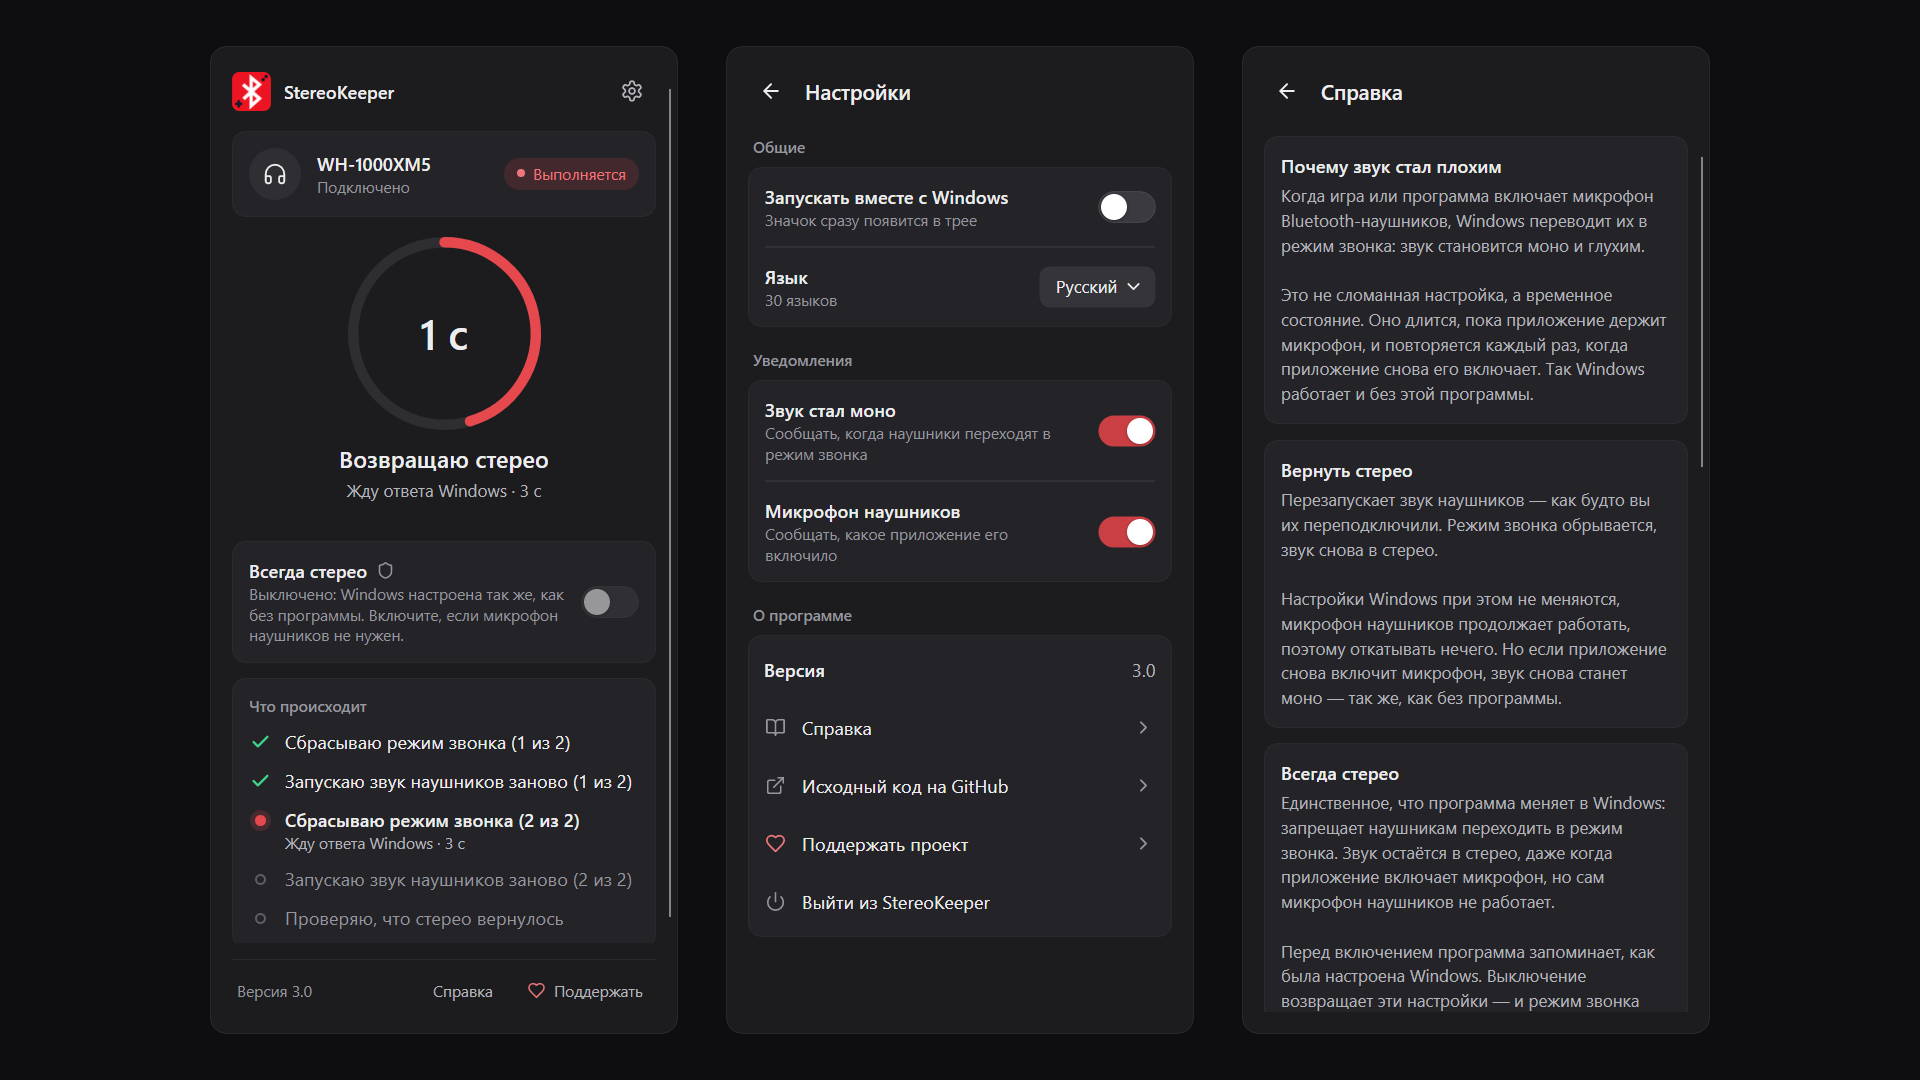 StereoKeeper
WH-1000XM5
Подключено
Выполняется
1 с
Возвращаю стерео
Жду ответа Windows · 3 с
Всегда стерео
Выключено: Windows настроена так же, как
без программы. Включите, если микрофон
наушников не нужен.
Что происходит
Сбрасываю режим звонка (1 из 2)
Запускаю звук наушников заново (1 из 2)
Сбрасываю режим звонка (2 из 2)
Жду ответа Windows · 3 с
Запускаю звук наушников заново (2 из 2)
Проверяю, что стерео вернулось
Версия 3.0
Справка
Поддержать
Настройки
Общие
Запускать вместе с Windows
Значок сразу появится в трее
Язык
30 языков
Русский
Уведомления
Звук стал моно
Сообщать, когда наушники переходят в
режим звонка
Микрофон наушников
Сообщать, какое приложение его
включило
О программе
Версия
3.0
Справка
Исходный код на GitHub
Поддержать проект
Выйти из StereoKeeper
Справка
Почему звук стал плохим
Когда игра или программа включает микрофон
Bluetooth-наушников, Windows переводит их в
режим звонка: звук становится моно и глухим.
Это не сломанная настройка, а временное
состояние. Оно длится, пока приложение держит
микрофон, и повторяется каждый раз, когда
приложение снова его включает. Так Windows
работает и без этой программы.
Вернуть стерео
Перезапускает звук наушников — как будто вы
их переподключили. Режим звонка обрывается,
звук снова в стерео.
Настройки Windows при этом не меняются,
микрофон наушников продолжает работать,
поэтому откатывать нечего. Но если приложение
снова включит микрофон, звук снова станет
моно — так же, как без программы.
Всегда стерео
Единственное, что программа меняет в Windows:
запрещает наушникам переходить в режим
звонка. Звук остаётся в стерео, даже когда
приложение включает микрофон, но сам
микрофон наушников не работает.
Перед включением программа запоминает, как
была настроена Windows. Выключение
возвращает эти настройки — и режим звонка